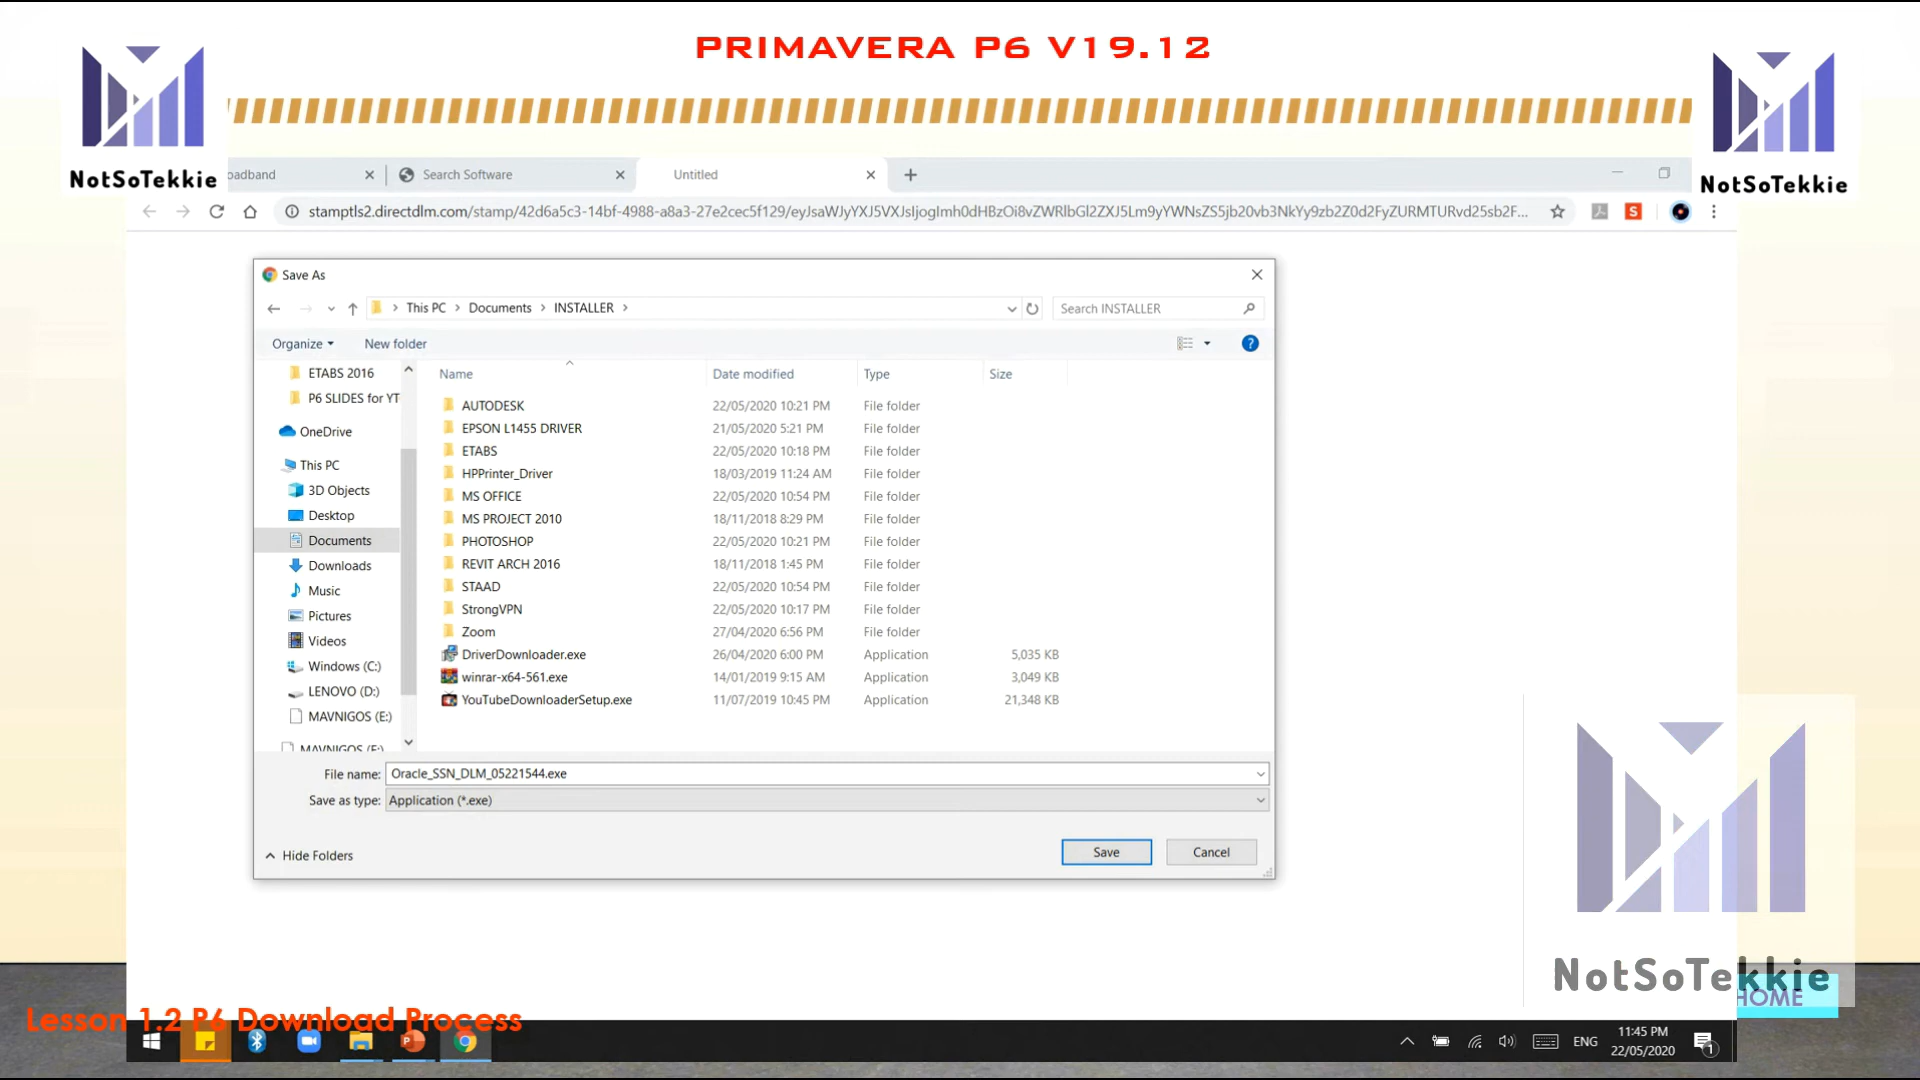 PRIMAVERA P6 V19.12
NotSoTekkie
NotSoTekkie
oadband
Search Software
Untitled
stamptls2.directdlm.com/stamp/42d6a5c3-14bf-4988-a8a3-27e2cec5f129/eyJsaWJyYXJ5VXJsIjogImh0dHBzOi8vZWRlbGl2ZXJ5Lm9yYWNsZS5jb20vb3NkYy9zb2Z0d2FyZURMTURvd25sb2F...
Save As
This PC > Documents > INSTALLER >
Search INSTALLER
Organize
New folder
ETABS 2016
P6 SLIDES for YT
OneDrive
This PC
3D Objects
Desktop
Documents
Downloads
Music
Pictures
Videos
Windows (C:)
LENOVO (D:)
MAVNIGOS (E:)
MAVNIGOS (E:)
Name Date modified Type Size
AUTODESK 22/05/2020 10:21 PM File folder
EPSON L1455 DRIVER 21/05/2020 5:21 PM File folder
ETABS 22/05/2020 10:18 PM File folder
HPPrinter_Driver 18/03/2019 11:24 AM File folder
MS OFFICE 22/05/2020 10:54 PM File folder
MS PROJECT 2010 18/11/2018 8:29 PM File folder
PHOTOSHOP 22/05/2020 10:21 PM File folder
REVIT ARCH 2016 18/11/2018 1:45 PM File folder
STAAD 22/05/2020 10:54 PM File folder
StrongVPN 22/05/2020 10:17 PM File folder
Zoom 27/04/2020 6:56 PM File folder
DriverDownloader.exe 26/04/2020 6:00 PM Application 5,035 KB
winrar-x64-561.exe 14/01/2019 9:15 AM Application 3,049 KB
YouTubeDownloaderSetup.exe 11/07/2019 10:45 PM Application 21,348 KB
File name: Oracle_SSN_DLM_05221544.exe
Save as type: Application (*.exe)
Hide Folders
Save
Cancel
NotSoTekkie
HOME
Lesson 1.2 P6 Download Process
ENG
11:45 PM
22/05/2020
1